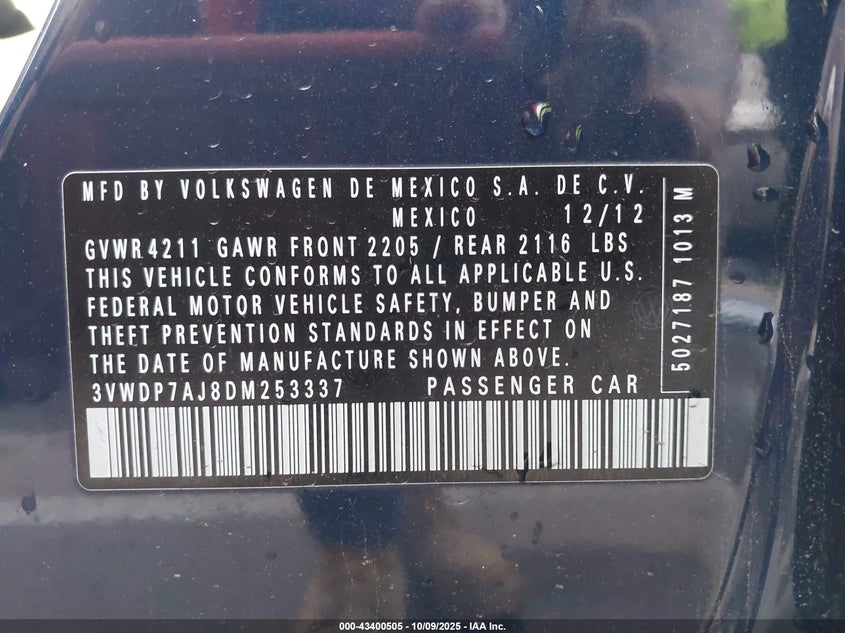 MFD BY VOLKSWAGEN DE MEXICO S.A. DE C.V.
MEXICO 12/12
GVWR 4211 GAWR FRONT 2205 / REAR 2116 LBS
THIS VEHICLE CONFORMS TO ALL APPLICABLE U.S.
FEDERAL MOTOR VEHICLE SAFETY, BUMPER AND
THEFT PREVENTION STANDARDS IN EFFECT ON
THE DATE OF MANUFACTURE SHOWN ABOVE.
3VWDP7AJ8DM253337 PASSENGER CAR
5027187 1013 M
000-43400505 - 10/09/2025 - IAA Inc.